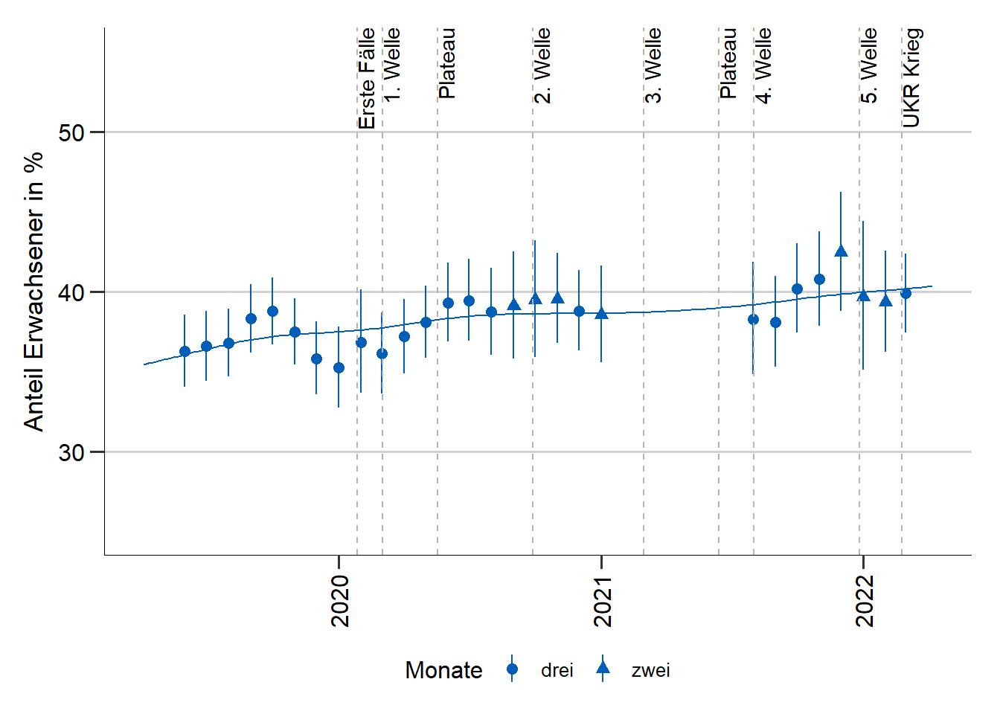 Erste Fälle
1. Welle
Plateau
2. Welle
3. Welle
Plateau
4. Welle
5. Welle
UKR Krieg
Anteil Erwachsener in %
50
40
30
2020
2021
2022
Monate drei zwei